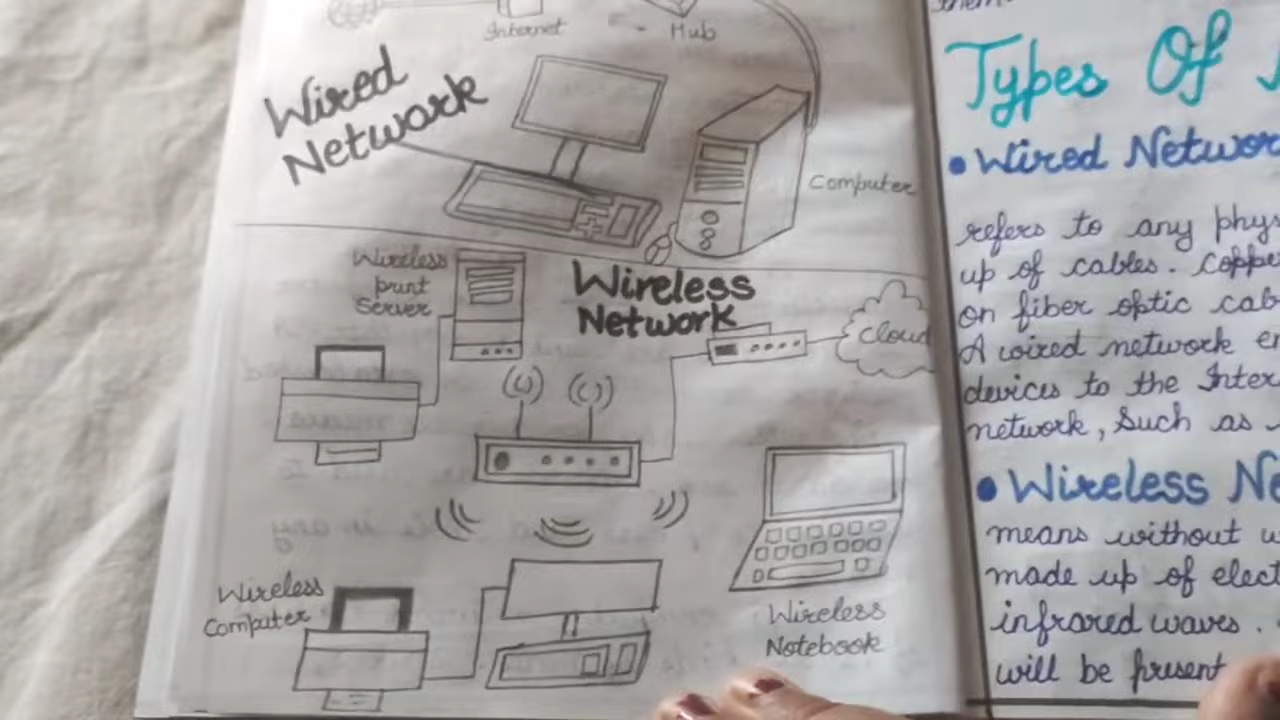 Internet
Hub
Wired
Network
Computer
Wireless
print
Server
Wireless
Network
Cloud
Wireless
Computer
Wireless
Notebook
them.
Types Of
• Wired Networ
refers to any phys
up of cables. Coppe
on fiber optic cab
A wired network en
devices to the Inter
network, Such as
• Wireless Ne
means without w
made up of elect
infrared waves.
will be present